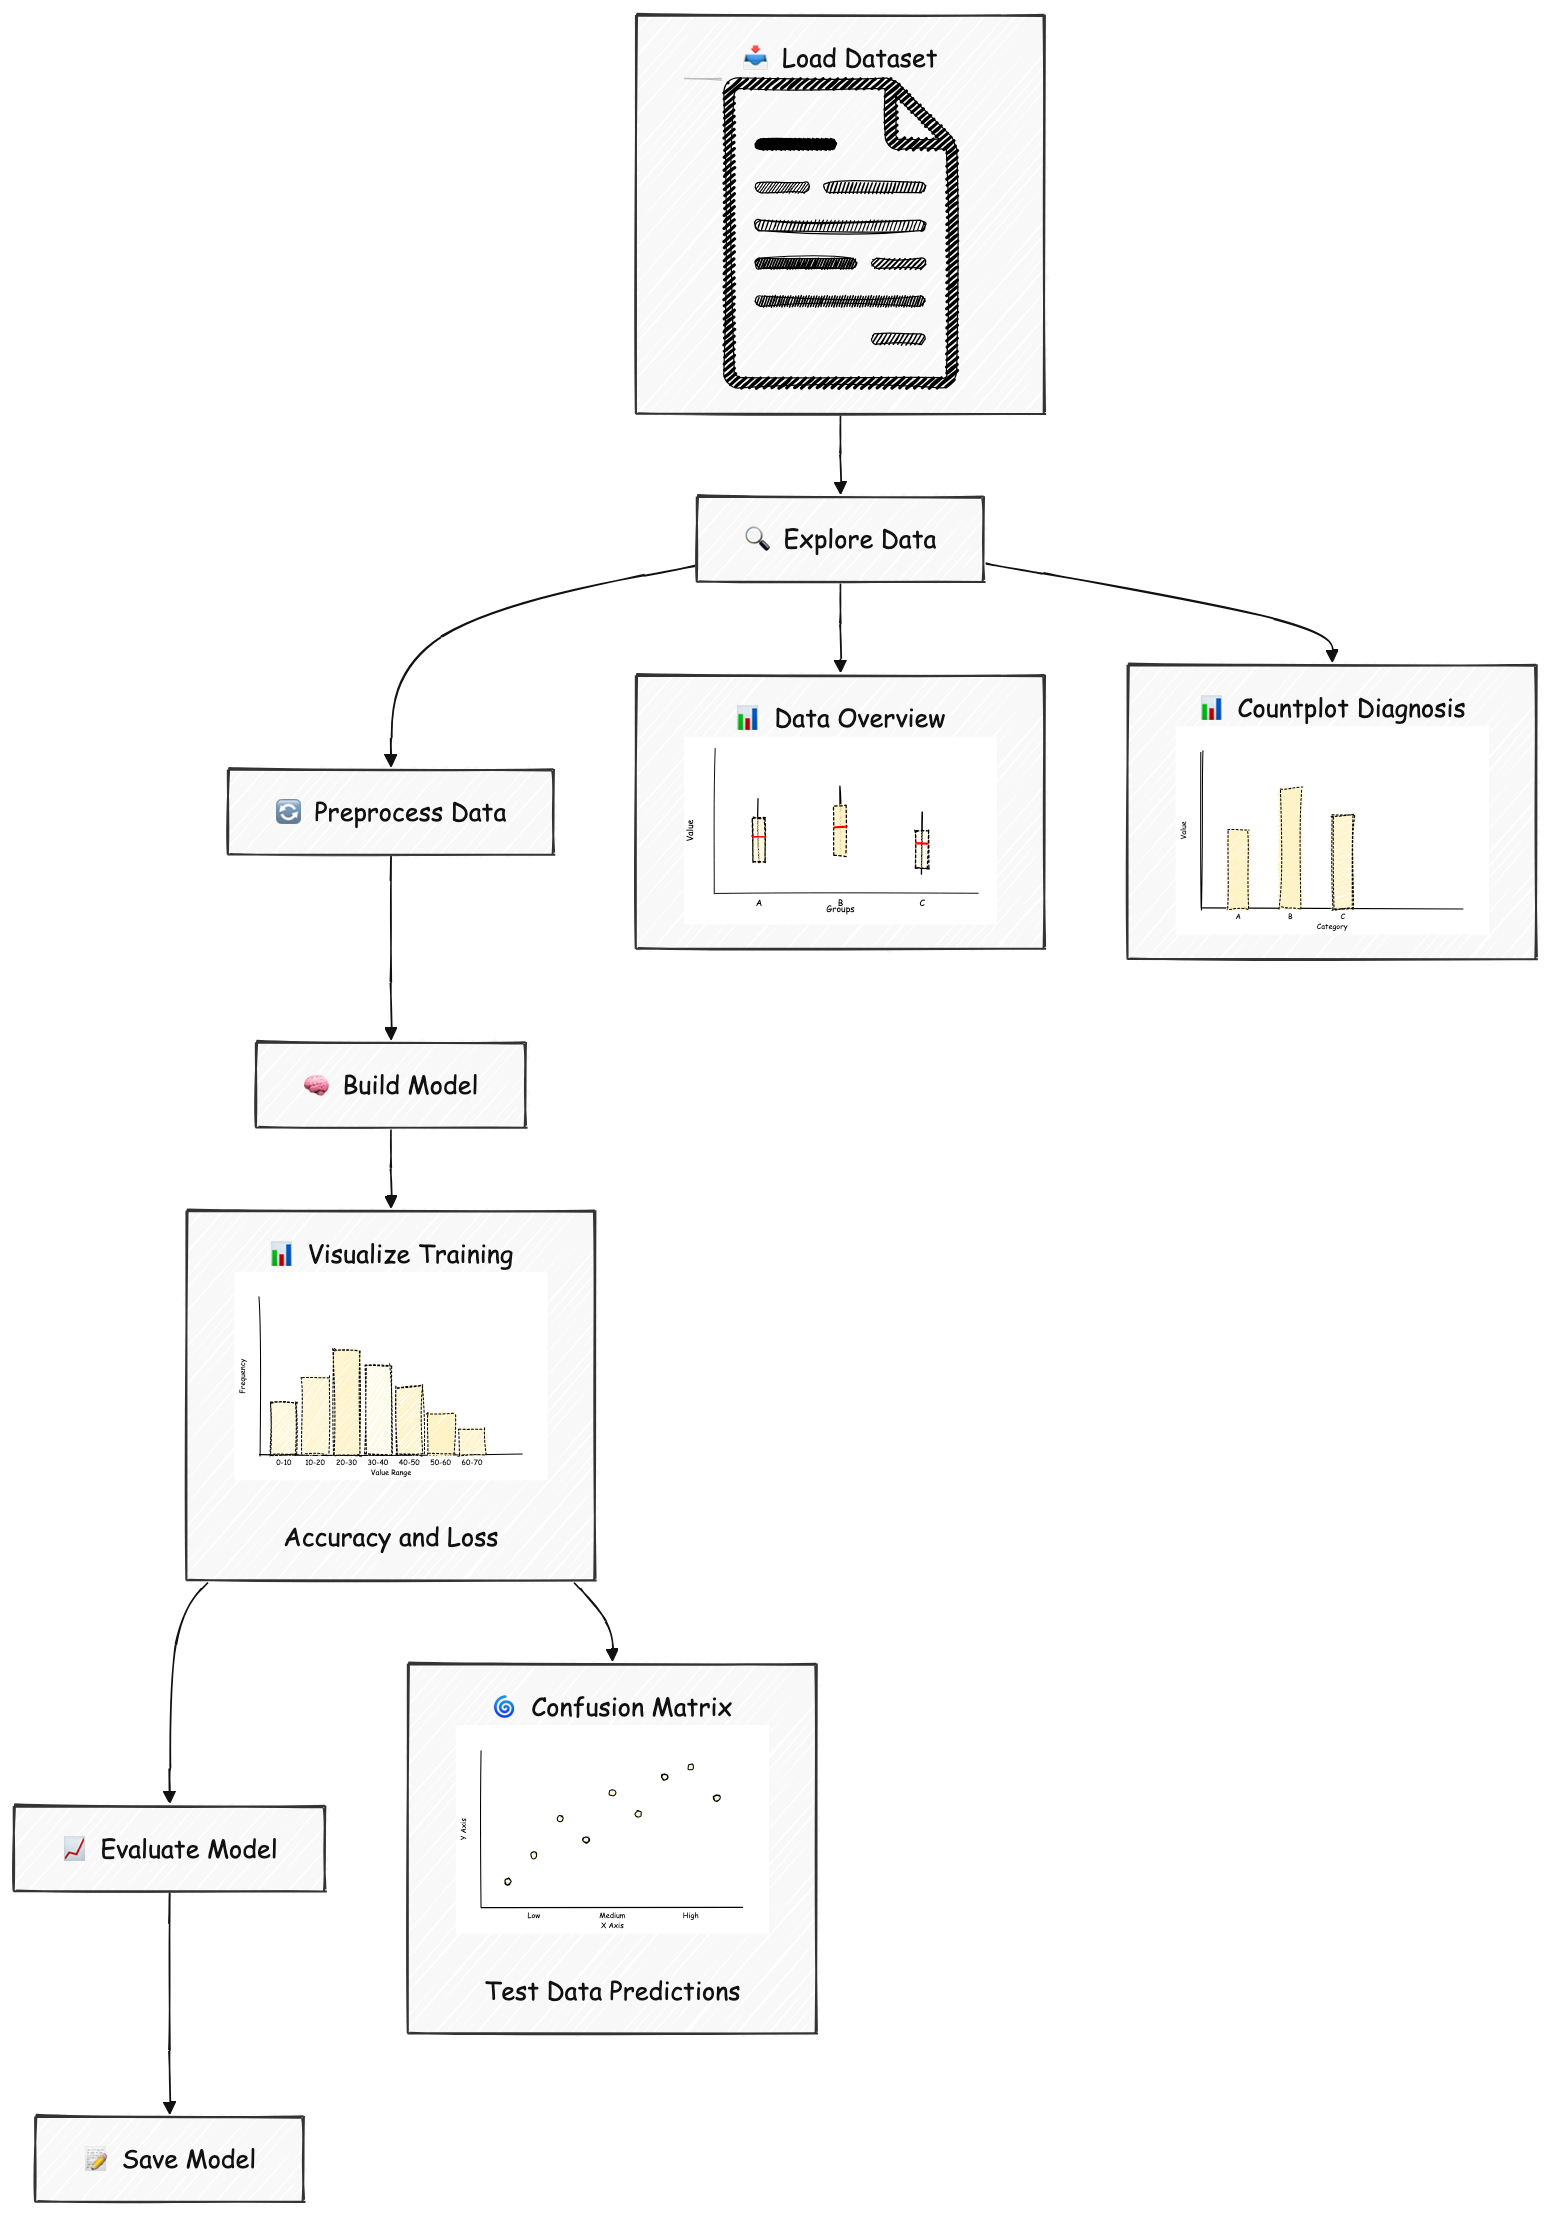 📥 Load Dataset
🔍 Explore Data
📊 Data Overview
Value
A B C
Groups
📊 Countplot Diagnosis
Value
A B C
Category
🔄 Preprocess Data
🧠 Build Model
📊 Visualize Training
Frequency
0-10 10-20 20-30 30-40 40-50 50-60 60-70
Value Range
Accuracy and Loss
🌀 Confusion Matrix
Y Axis
Low Medium High
X Axis
Test Data Predictions
📈 Evaluate Model
📝 Save Model